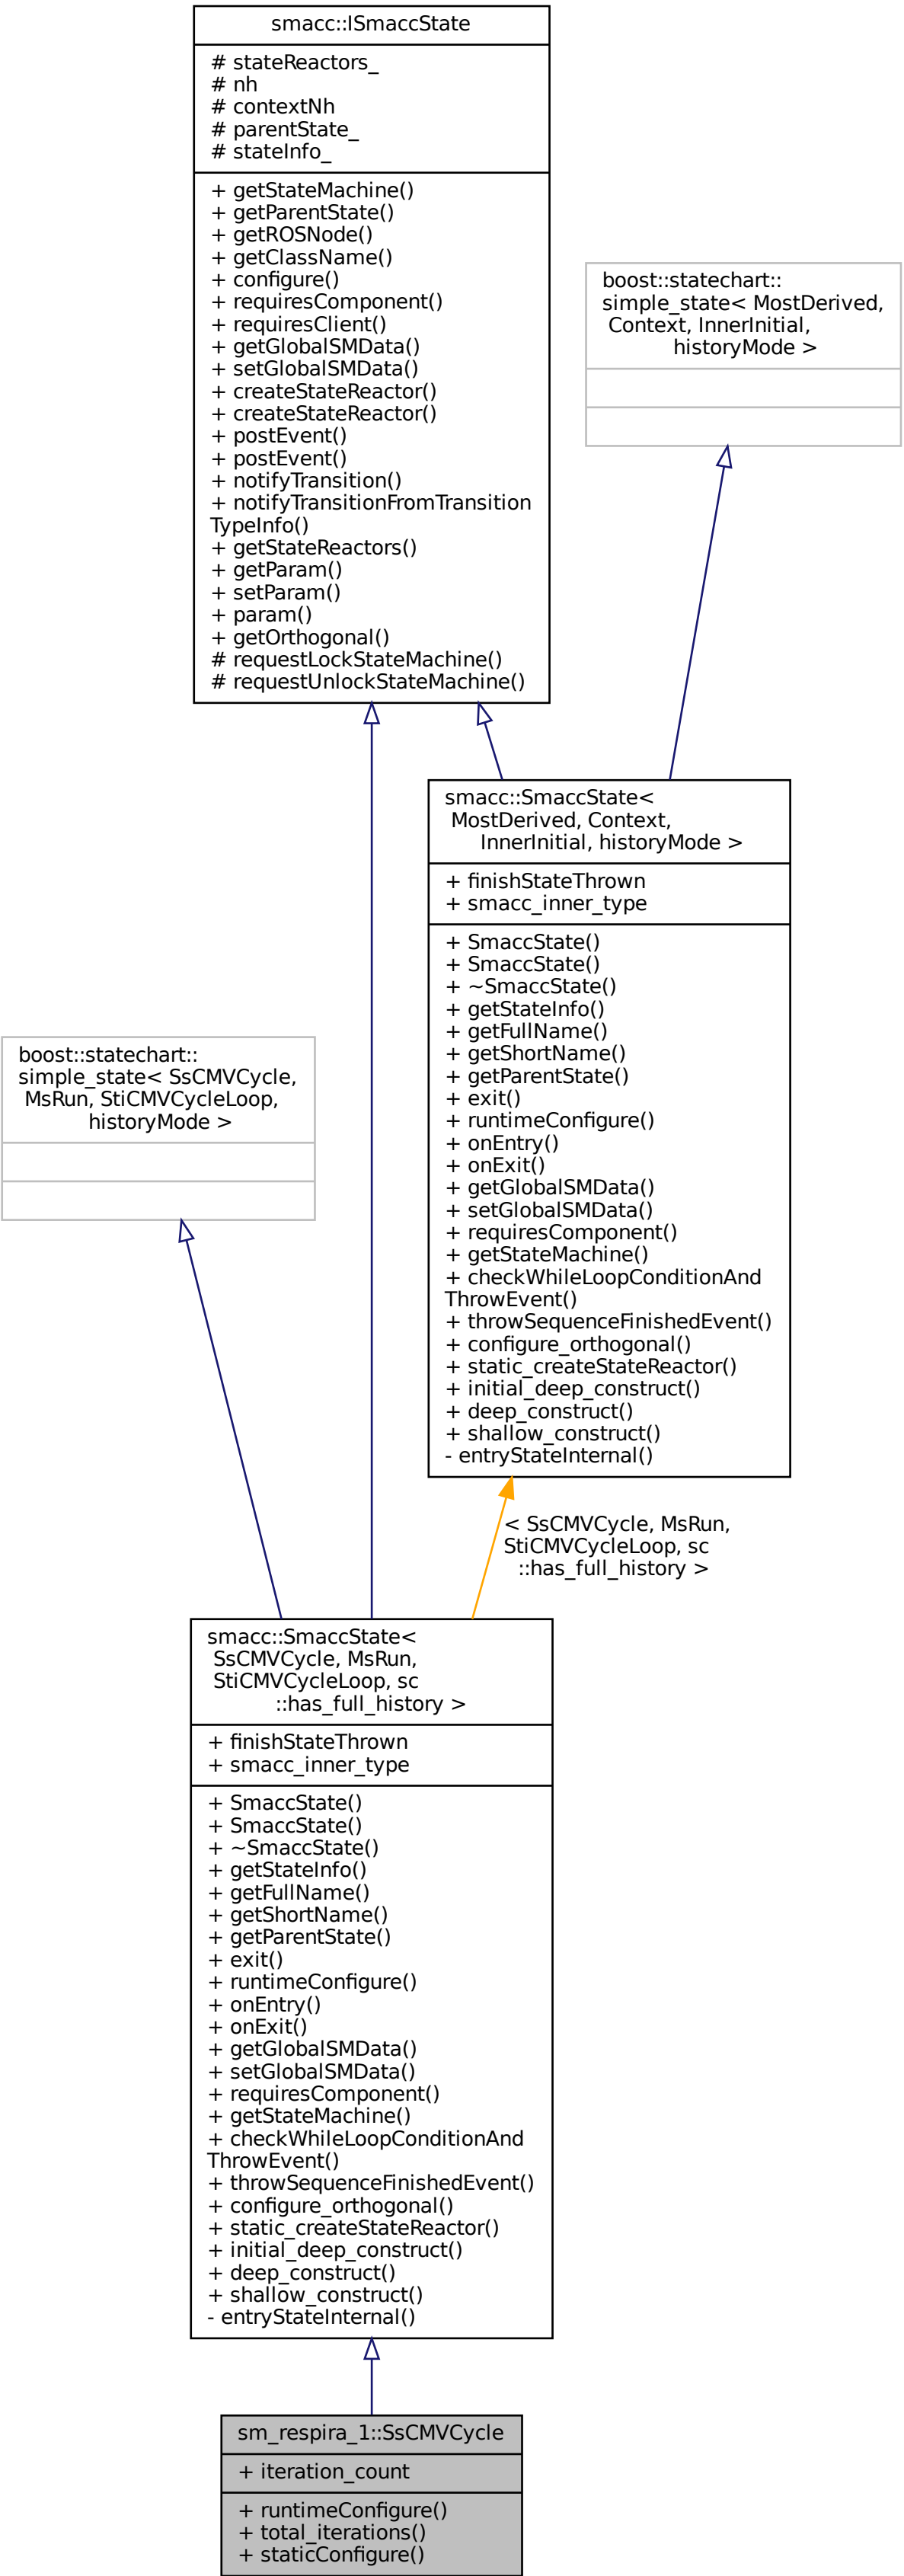 smacc::ISmaccState
# stateReactors_
# nh
# contextNh
# parentState_
# stateInfo_
+ getStateMachine()
+ getParentState()
+ getROSNode()
+ getClassName()
+ configure()
+ requiresComponent()
+ requiresClient()
+ getGlobalSMData()
+ setGlobalSMData()
+ createStateReactor()
+ createStateReactor()
+ postEvent()
+ postEvent()
+ notifyTransition()
+ notifyTransitionFromTransition
TypeInfo()
+ getStateReactors()
+ getParam()
+ setParam()
+ param()
+ getOrthogonal()
# requestLockStateMachine()
# requestUnlockStateMachine()
boost::statechart::
simple_state< MostDerived,
Context, InnerInitial,
historyMode >
smacc::SmaccState<
MostDerived, Context,
InnerInitial, historyMode >
+ finishStateThrown
+ smacc_inner_type
+ SmaccState()
+ SmaccState()
+ ~SmaccState()
+ getStateInfo()
+ getFullName()
+ getShortName()
+ getParentState()
+ exit()
+ runtimeConfigure()
+ onEntry()
+ onExit()
+ getGlobalSMData()
+ setGlobalSMData()
+ requiresComponent()
+ getStateMachine()
+ checkWhileLoopConditionAnd
ThrowEvent()
+ throwSequenceFinishedEvent()
+ configure_orthogonal()
+ static_createStateReactor()
+ initial_deep_construct()
+ deep_construct()
+ shallow_construct()
- entryStateInternal()
boost::statechart::
simple_state< SsCMVCycle,
MsRun, StiCMVCycleLoop,
historyMode >
< SsCMVCycle, MsRun,
StiCMVCycleLoop, sc
::has_full_history >
smacc::SmaccState<
SsCMVCycle, MsRun,
StiCMVCycleLoop, sc
::has_full_history >
+ finishStateThrown
+ smacc_inner_type
+ SmaccState()
+ SmaccState()
+ ~SmaccState()
+ getStateInfo()
+ getFullName()
+ getShortName()
+ getParentState()
+ exit()
+ runtimeConfigure()
+ onEntry()
+ onExit()
+ getGlobalSMData()
+ setGlobalSMData()
+ requiresComponent()
+ getStateMachine()
+ checkWhileLoopConditionAnd
ThrowEvent()
+ throwSequenceFinishedEvent()
+ configure_orthogonal()
+ static_createStateReactor()
+ initial_deep_construct()
+ deep_construct()
+ shallow_construct()
- entryStateInternal()
sm_respira_1::SsCMVCycle
+ iteration_count
+ runtimeConfigure()
+ total_iterations()
+ staticConfigure()